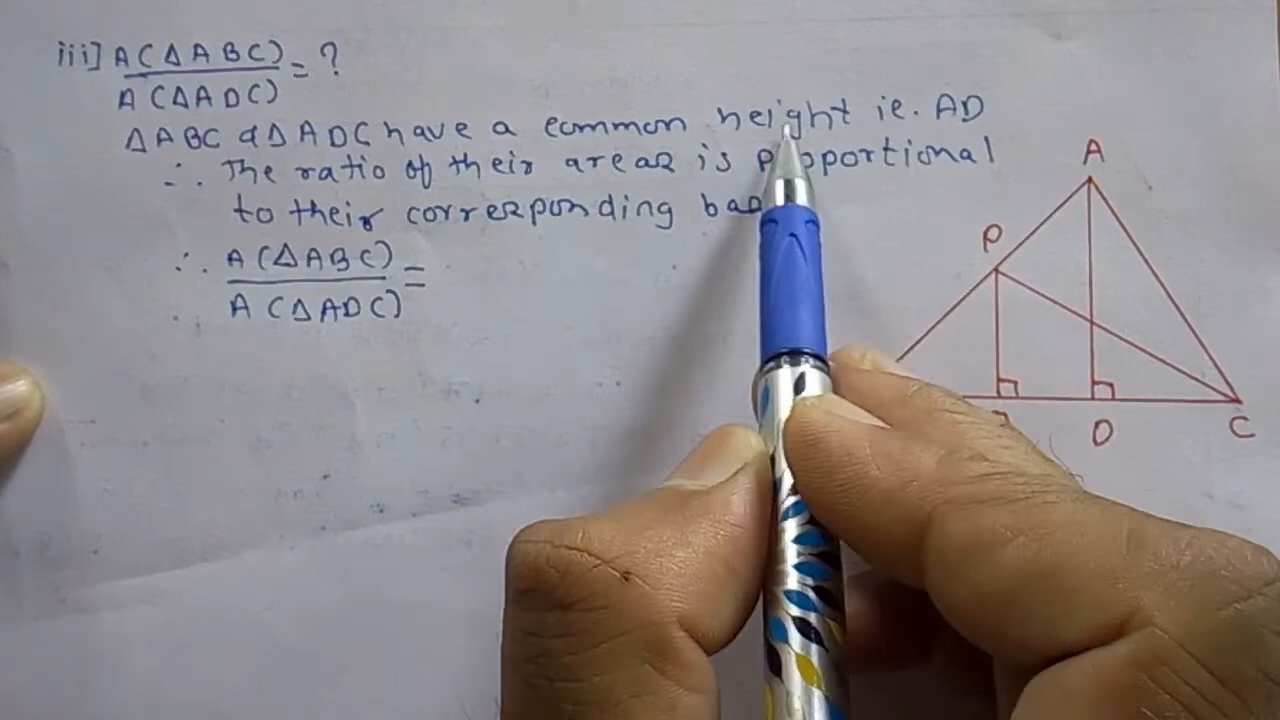 iii] A(ΔABC) = ?
A(ΔADC)
ΔABC & ΔADC have a common height ie. AD
∴ The ratio of their areas is proportional
to their corresponding
∴ A(ΔABC) =
A(ΔADC)
A
P
D
C